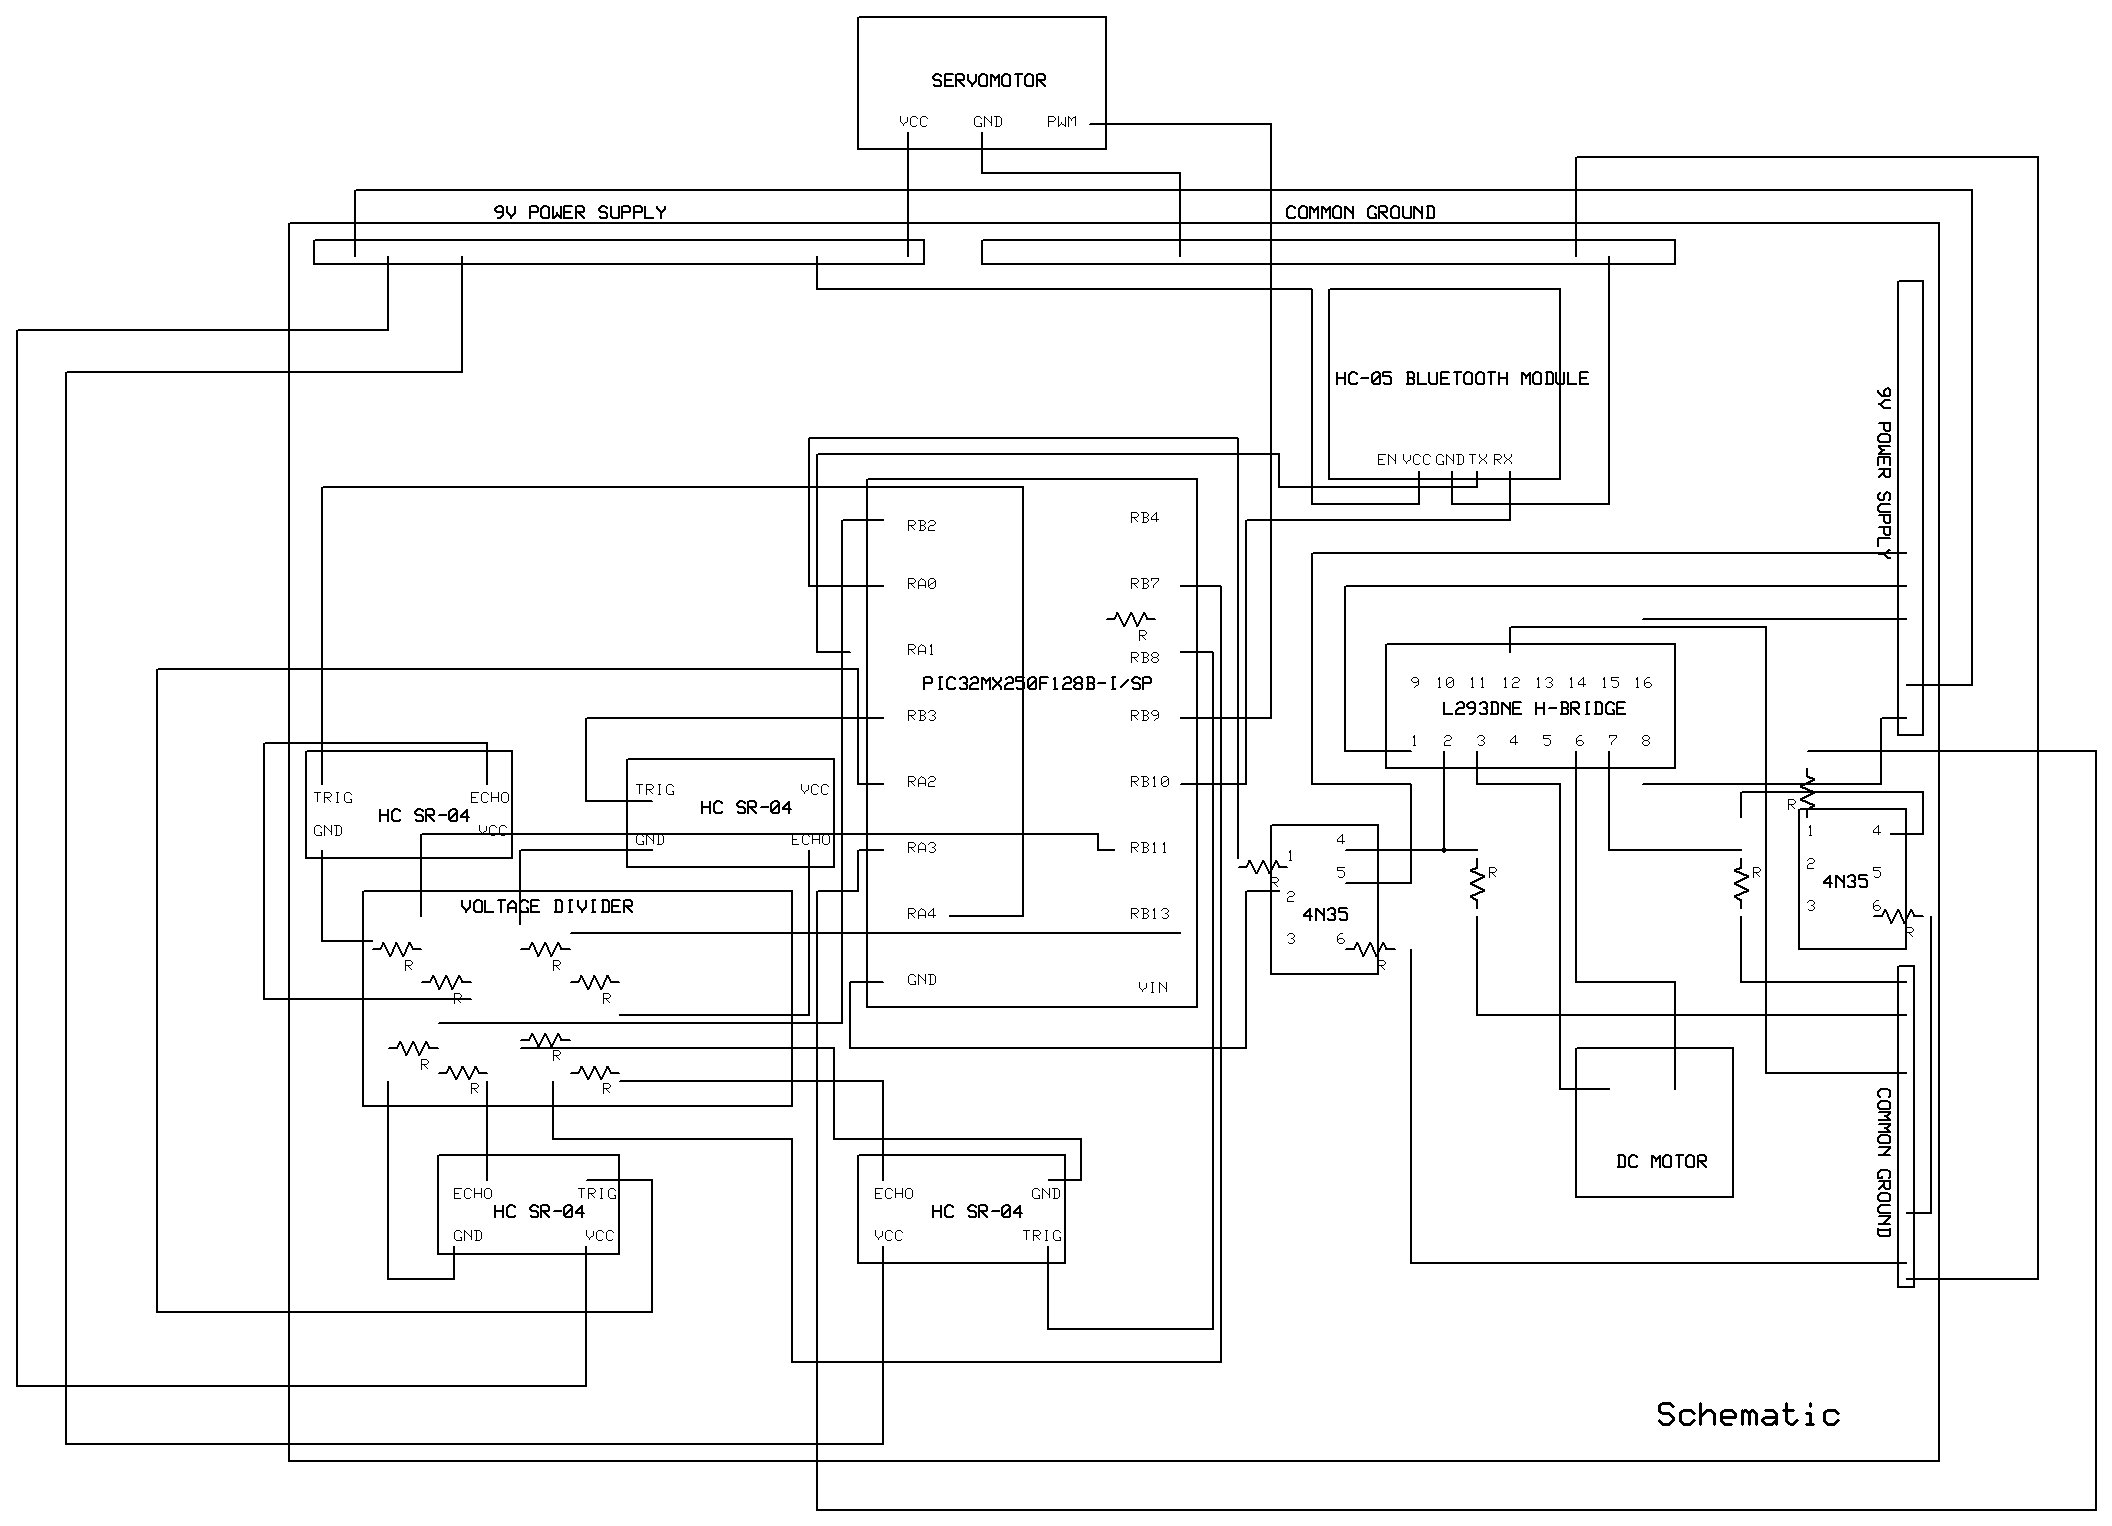 SERVOMOTOR
VCC GND PWM
9V POWER SUPPLY
COMMON GROUND
HC-05 BLUETOOTH MODULE
EN VCC GND TX RX
9V POWER SUPPLY
RB2 RB4
RA0 RB7
R
RA1 RB8
PIC32MX250F128B-I/SP
RB3 RB9
RA2 RB10
RA3 RB11
RA4 RB13
GND VIN
9 10 11 12 13 14 15 16
L293DNE H-BRIDGE
1 2 3 4 5 6 7 8
TRIG ECHO
HC SR-04
GND VCC
TRIG VCC
HC SR-04
GND ECHO
VOLTAGE DIVIDER
R R
R R
R R
R R
1 4
R
2 5
4N35
3 6
R
R
R
R
1 4
2 5
4N35
3 6
R
ECHO TRIG
HC SR-04
GND VCC
ECHO GND
HC SR-04
VCC TRIG
DC MOTOR
COMMON GROUND
Schematic